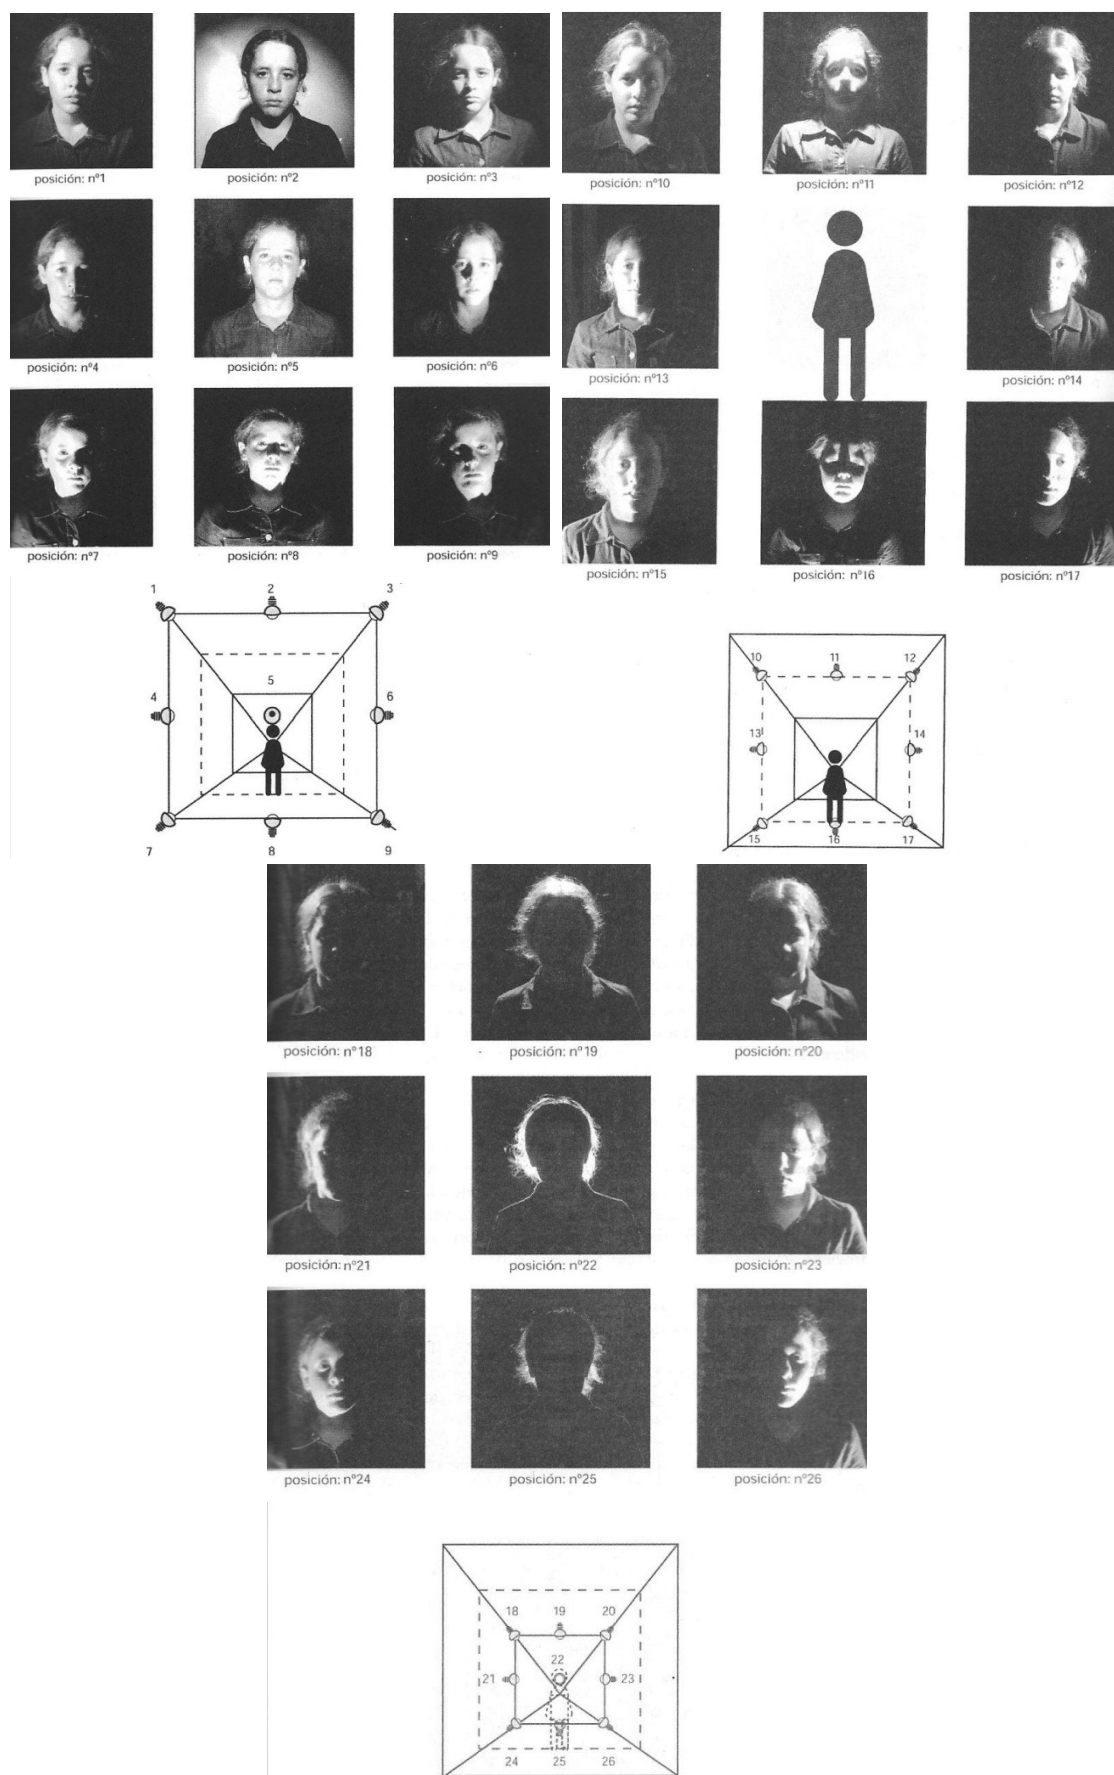 posición: nº1
posición: nº2
posición: nº3
posición: nº10
posición: nº11
posición: nº12
posición: nº4
posición: nº5
posición: nº6
posición: nº13
posición: nº14
posición: nº7
posición: nº8
posición: nº9
posición: nº15
posición: nº16
posición: nº17
1 2 3
4 5 6
7 8 9
10 11 12
13 14
15 16 17
posición: nº18
posición: nº19
posición: nº20
posición: nº21
posición: nº22
posición: nº23
posición: nº24
posición: nº25
posición: nº26
18 19 20
22
21 23
24 25 26